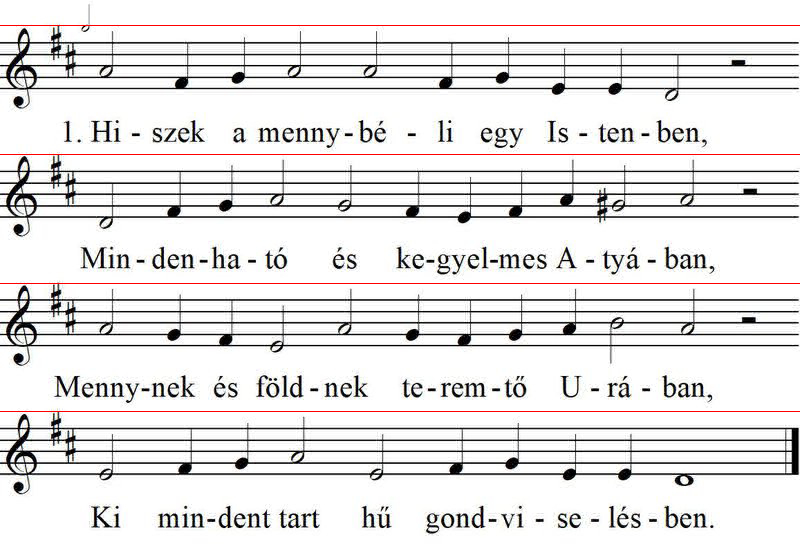 1. Hi - szek a menny - bé - li egy Is - ten - ben,
Min - den - ha - tó és ke - gyel - mes A - tyá - ban,
Menny - nek és föld - nek te - rem - tő U - rá - ban,
Ki min - dent tart hű gond - vi - se - lés - ben.